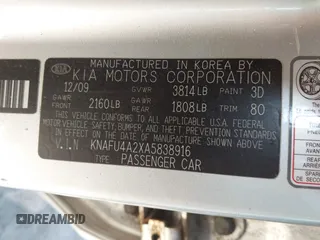 MANUFACTURED IN KOREA BY
KIA KIA MOTORS CORPORATION
12/09 GVWR 3814LB PAINT 3D
GAWR FRONT 2160LB GAWR REAR 1808LB TRIM 80
THIS VEHICLE CONFORMS TO ALL APPLICABLE U.S.A. FEDERAL
MOTOR VEHICLE SAFETY, BUMPER, AND THEFT PREVENTION STANDARDS
IN EFFECT ON THE DATE OF MANUFACTURE SHOWN ABOVE.
V.I.N KNAFU4A2XA5838916
PASSENGER CAR
DREAMBID